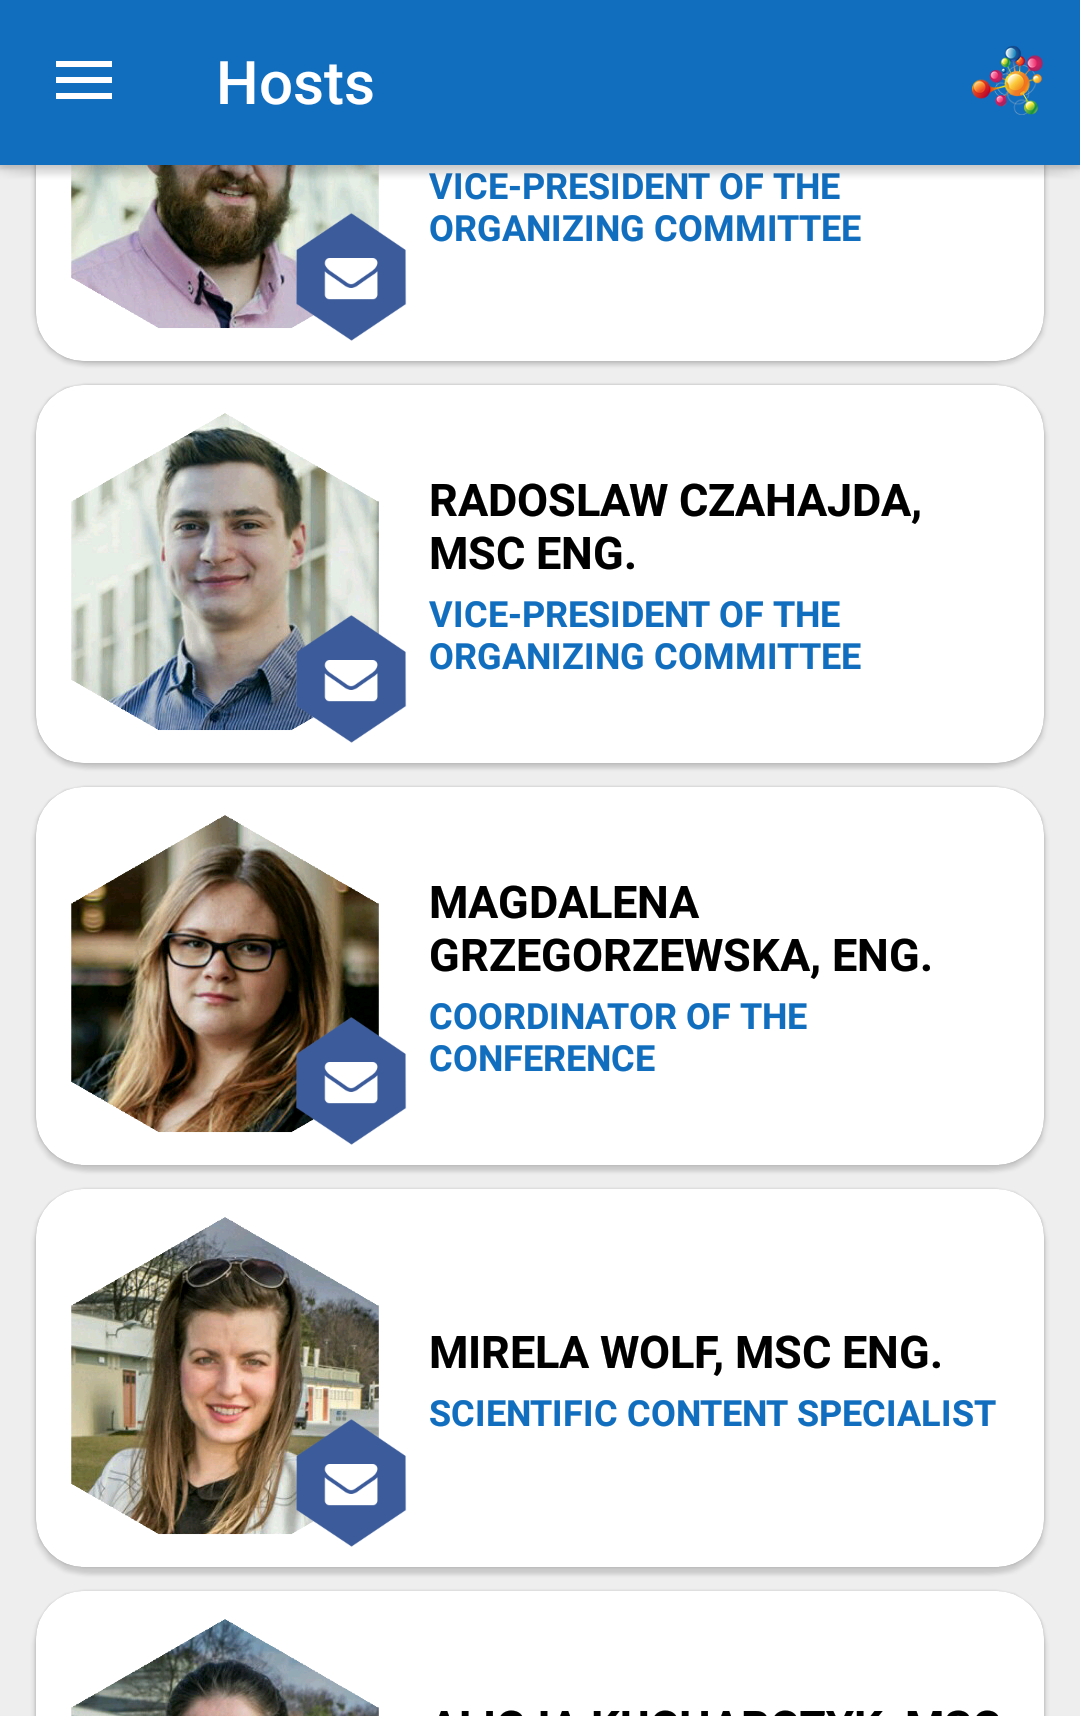 Hosts
VICE-PRESIDENT OF THE
ORGANIZING COMMITTEE
RADOSLAW CZAHAJDA,
MSC ENG.
VICE-PRESIDENT OF THE
ORGANIZING COMMITTEE
MAGDALENA
GRZEGORZEWSKA, ENG.
COORDINATOR OF THE
CONFERENCE
MIRELA WOLF, MSC ENG.
SCIENTIFIC CONTENT SPECIALIST